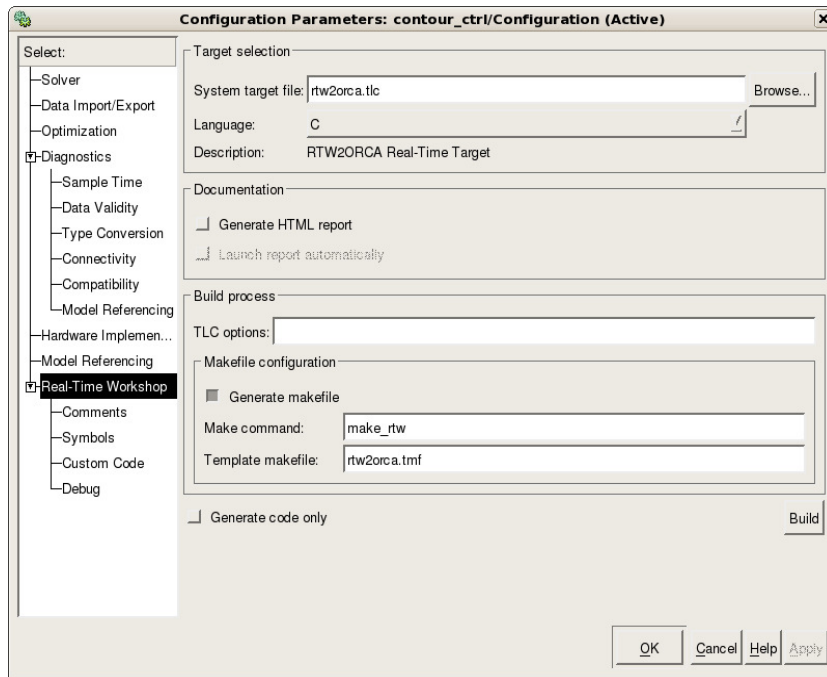 Configuration Parameters: contour_ctrl/Configuration (Active)
Select:
Solver
Data Import/Export
Optimization
Diagnostics
Sample Time
Data Validity
Type Conversion
Connectivity
Compatibility
Model Referencing
Hardware Implemen...
Model Referencing
Real-Time Workshop
Comments
Symbols
Custom Code
Debug
Target selection
System target file: rtw2orca.tlc Browse...
Language: C
Description: RTW2ORCA Real-Time Target
Documentation
Generate HTML report
Launch report automatically
Build process
TLC options:
Makefile configuration
Generate makefile
Make command: make_rtw
Template makefile: rtw2orca.tmf
Generate code only Build
OK Cancel Help Apply